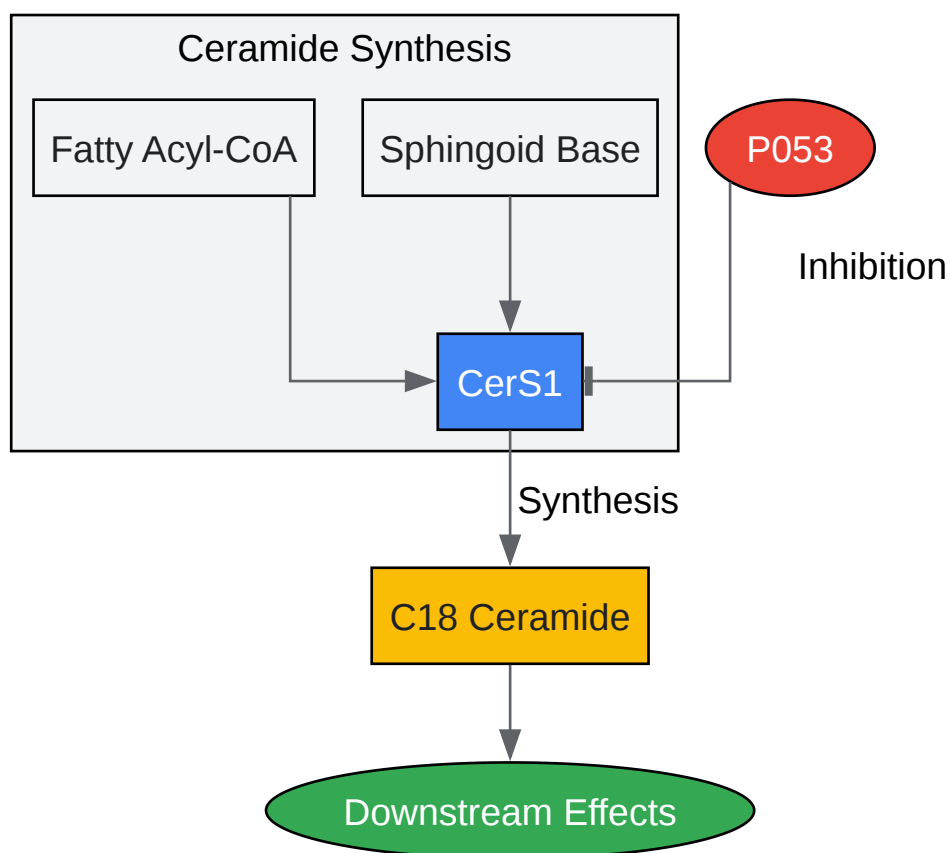 Ceramide Synthesis
Fatty Acyl-CoA
Sphingoid Base
P053
Inhibition
CerS1
Synthesis
C18 Ceramide
Downstream Effects